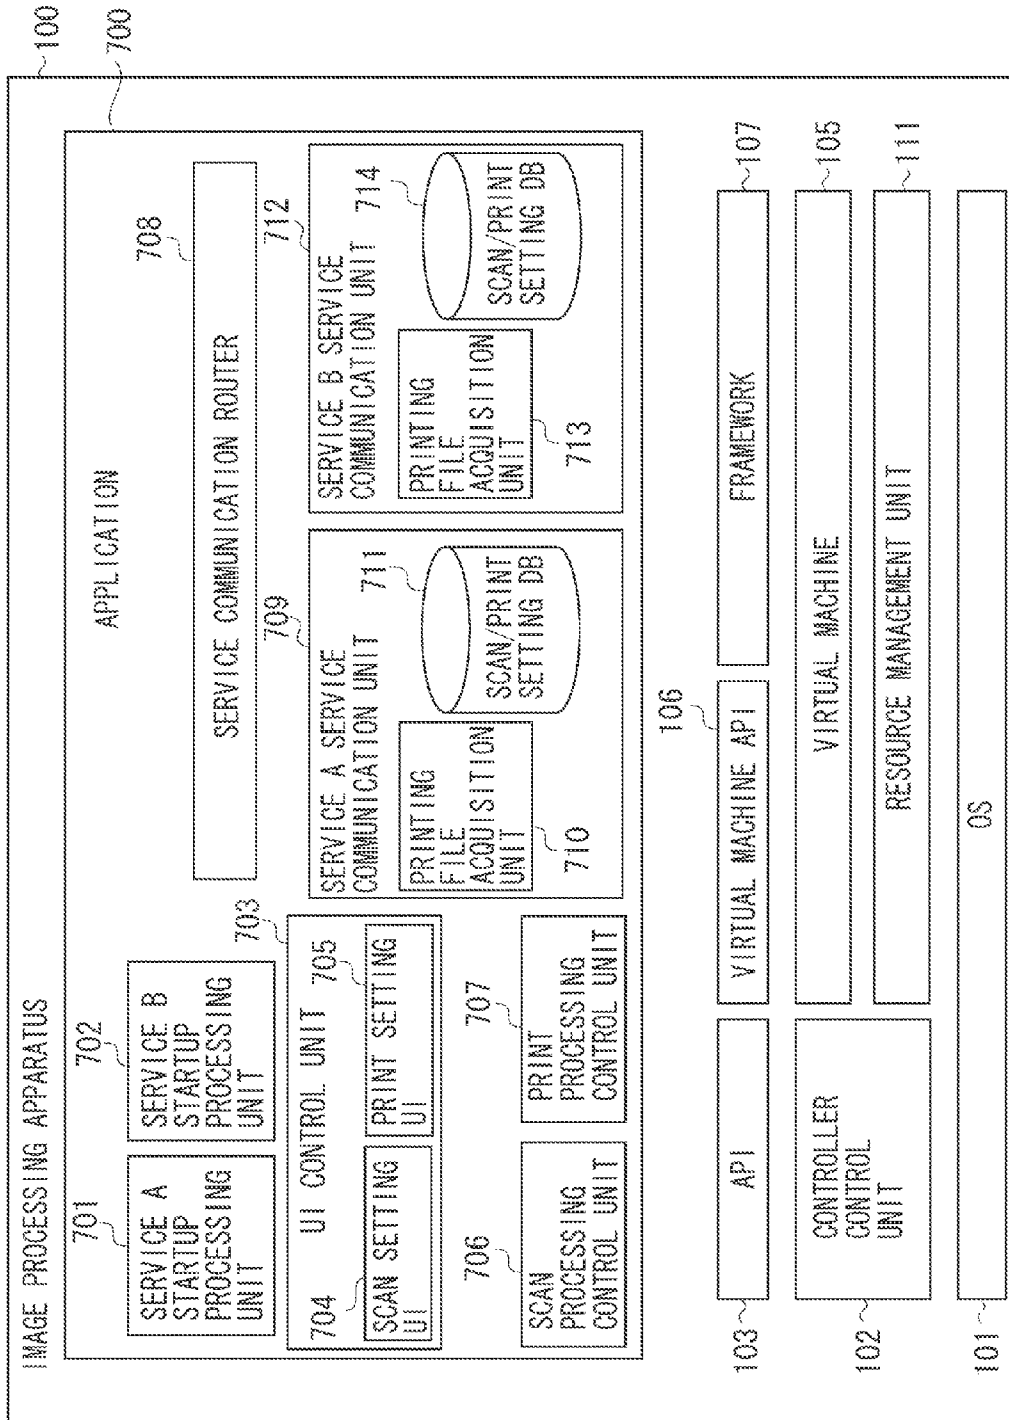 IMAGE PROCESSING APPARATUS
100
700
APPLICATION
701
SERVICE A
STARTUP
PROCESSING
UNIT
702
SERVICE B
STARTUP
PROCESSING
UNIT
708
SERVICE COMMUNICATION ROUTER
703
UI CONTROL UNIT
704
SCAN SETTING
UI
705
PRINT SETTING
UI
706
SCAN
PROCESSING
CONTROL UNIT
707
PRINT
PROCESSING
CONTROL UNIT
709
SERVICE A SERVICE
COMMUNICATION UNIT
PRINTING
FILE
ACQUISITION
UNIT
710
711
SCAN/PRINT
SETTING DB
712
SERVICE B SERVICE
COMMUNICATION UNIT
PRINTING
FILE
ACQUISITION
UNIT
713
714
SCAN/PRINT
SETTING DB
103
API
106
VIRTUAL MACHINE API
FRAMEWORK
107
102
CONTROLLER
CONTROL
UNIT
VIRTUAL MACHINE
105
RESOURCE MANAGEMENT UNIT
111
101
OS